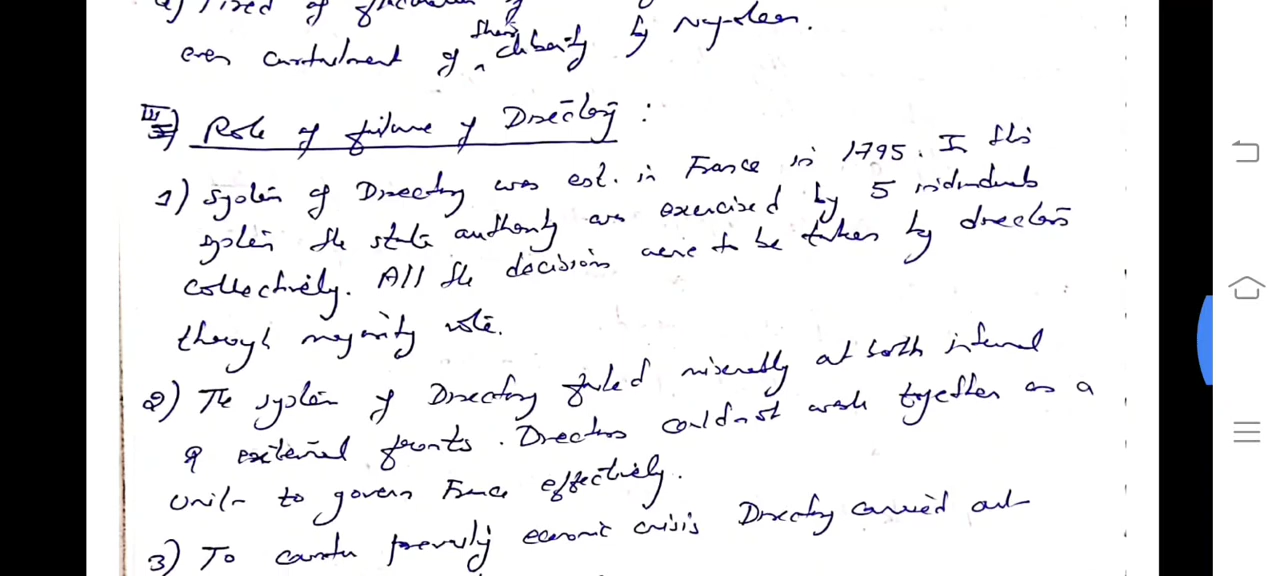 of
even curtailment of their liberty by Napoleon.
III) Role of failure of Directory :
1) System of Directory was est. in France in 1795. In this
system the state authority was exercised by 5 individuals
collectively. All the decisions were to be taken by directors
through majority vote.
2) The system of Directory failed miserably at both internal
& external fronts. Directors could not work together as a
unit to govern France effectively.
3) To counter prevailing economic crisis Directory carried out